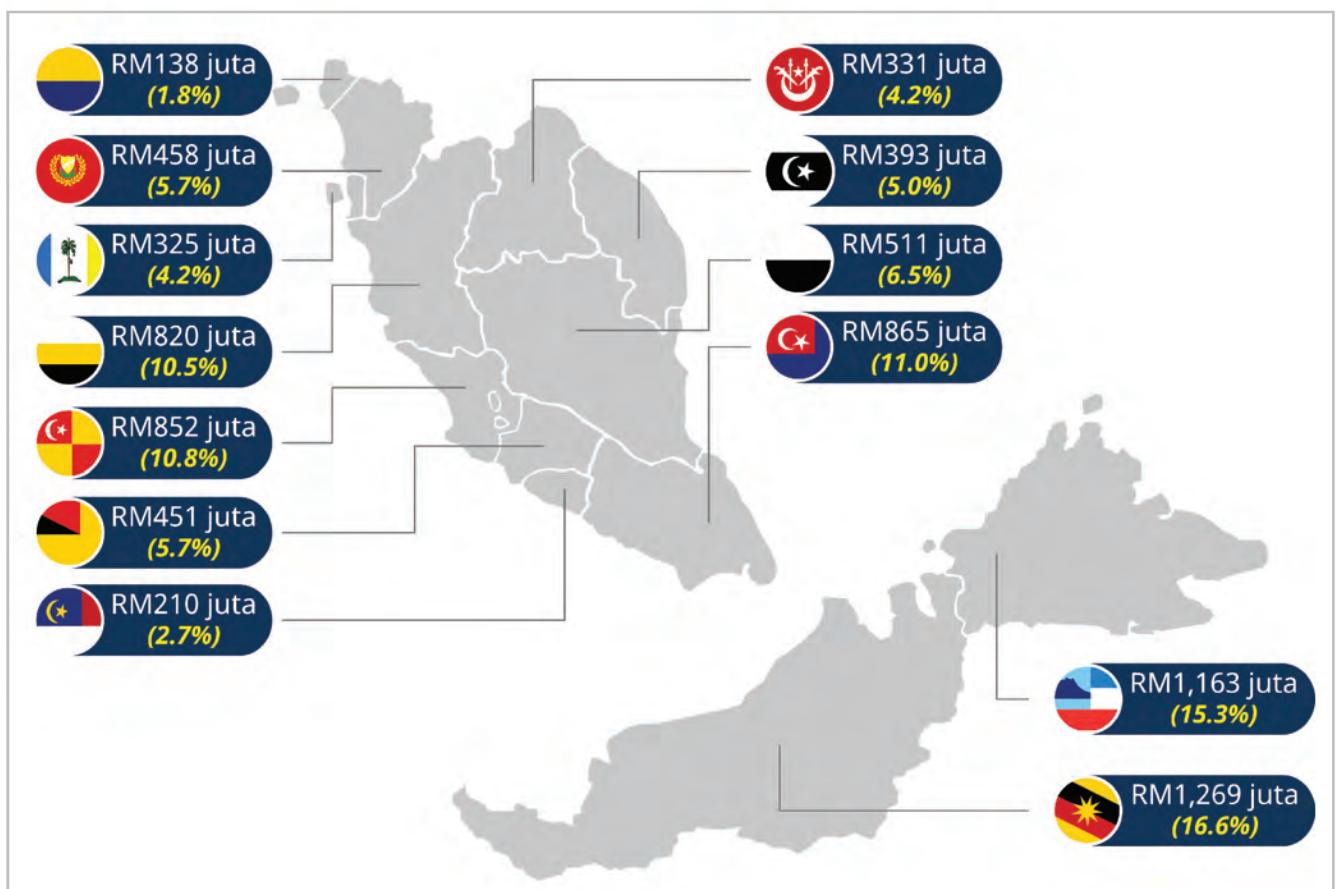 RM138 juta
(1.8%)
RM458 juta
(5.7%)
RM325 juta
(4.2%)
RM820 juta
(10.5%)
RM852 juta
(10.8%)
RM451 juta
(5.7%)
RM210 juta
(2.7%)
RM331 juta
(4.2%)
RM393 juta
(5.0%)
RM511 juta
(6.5%)
RM865 juta
(11.0%)
RM1,163 juta
(15.3%)
RM1,269 juta
(16.6%)